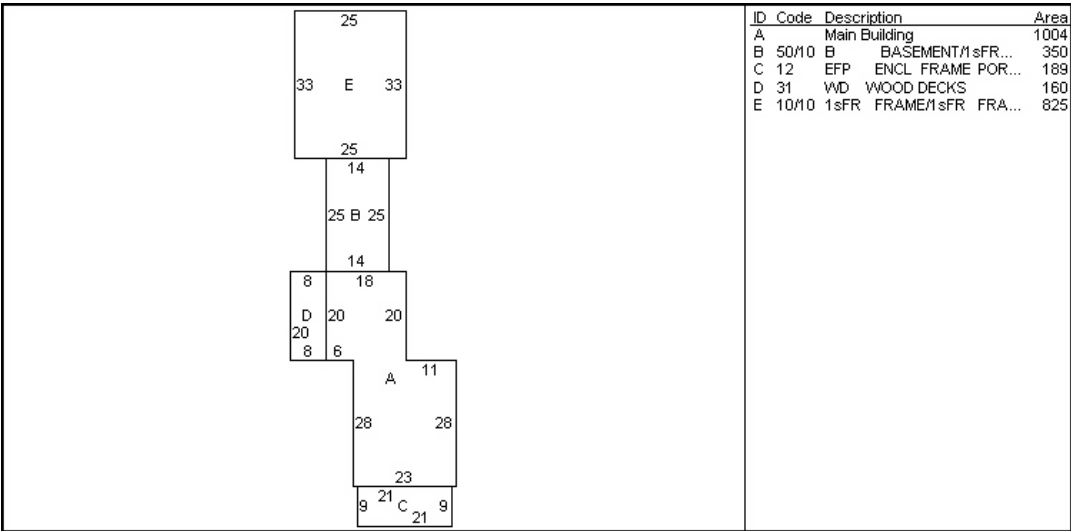 25
33 E 33
25
14
25 B 25
14
8 18
D 20 20
20
8 6
11
A
28 28
23
21
9 C 9
21
ID Code Description Area
A Main Building 1004
B 50/10 B BASEMENT/1sFR... 350
C 12 EFP ENCL FRAME POR... 189
D 31 WD WOOD DECKS 160
E 10/10 1sFR FRAME/1sFR FRA... 825